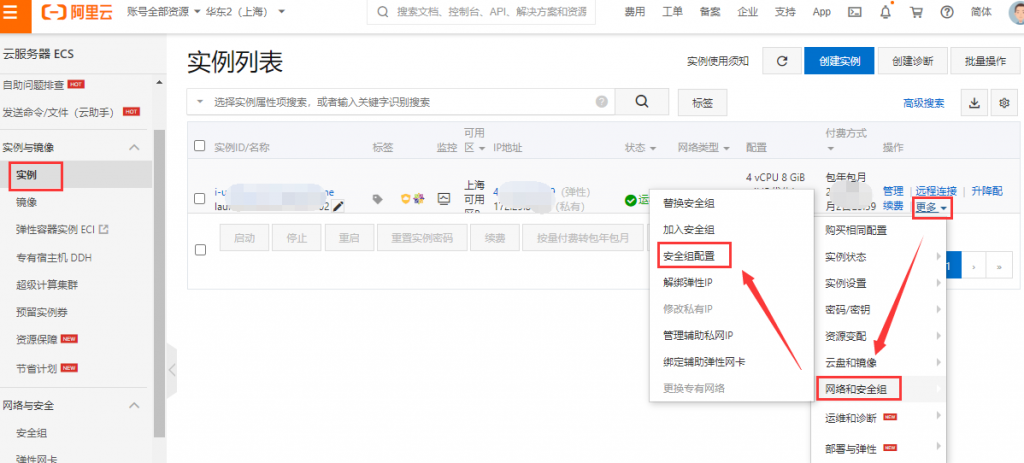 阿里云
账号全部资源
华东2（上海）
搜索文档、控制台、API、解决方案和资源
费用
工单
备案
企业
支持
App
简体
云服务器 ECS
自助问题排查 HOT
发送命令/文件（云助手） HOT
实例与镜像
实例
镜像
弹性容器实例 ECI
专有宿主机 DDH
超级计算集群
预留实例券
资源保障 NEW
节省计划 NEW
网络与安全
安全组
弹性网卡
实例列表
实例使用须知
创建实例
创建诊断
批量操作
选择实例属性项搜索，或者输入关键字识别搜索
标签
高级搜索
实例ID/名称
标签
监控
可用区
IP地址
状态
网络类型
配置
付费方式
操作
上海
可用
(弹性)
(私有)
4 vCPU 8 GiB
包年包月
管理
远程连接
升降配
续费
更多
启动
停止
重启
重置实例密码
续费
按量付费转包年包月
替换安全组
加入安全组
安全组配置
解绑弹性IP
修改私有IP
管理辅助私网IP
绑定辅助弹性网卡
更换专有网络
购买相同配置
实例状态
实例设置
密码/密钥
资源变配
云盘和镜像
网络和安全组
运维和诊断 NEW
部署与弹性 NEW
1